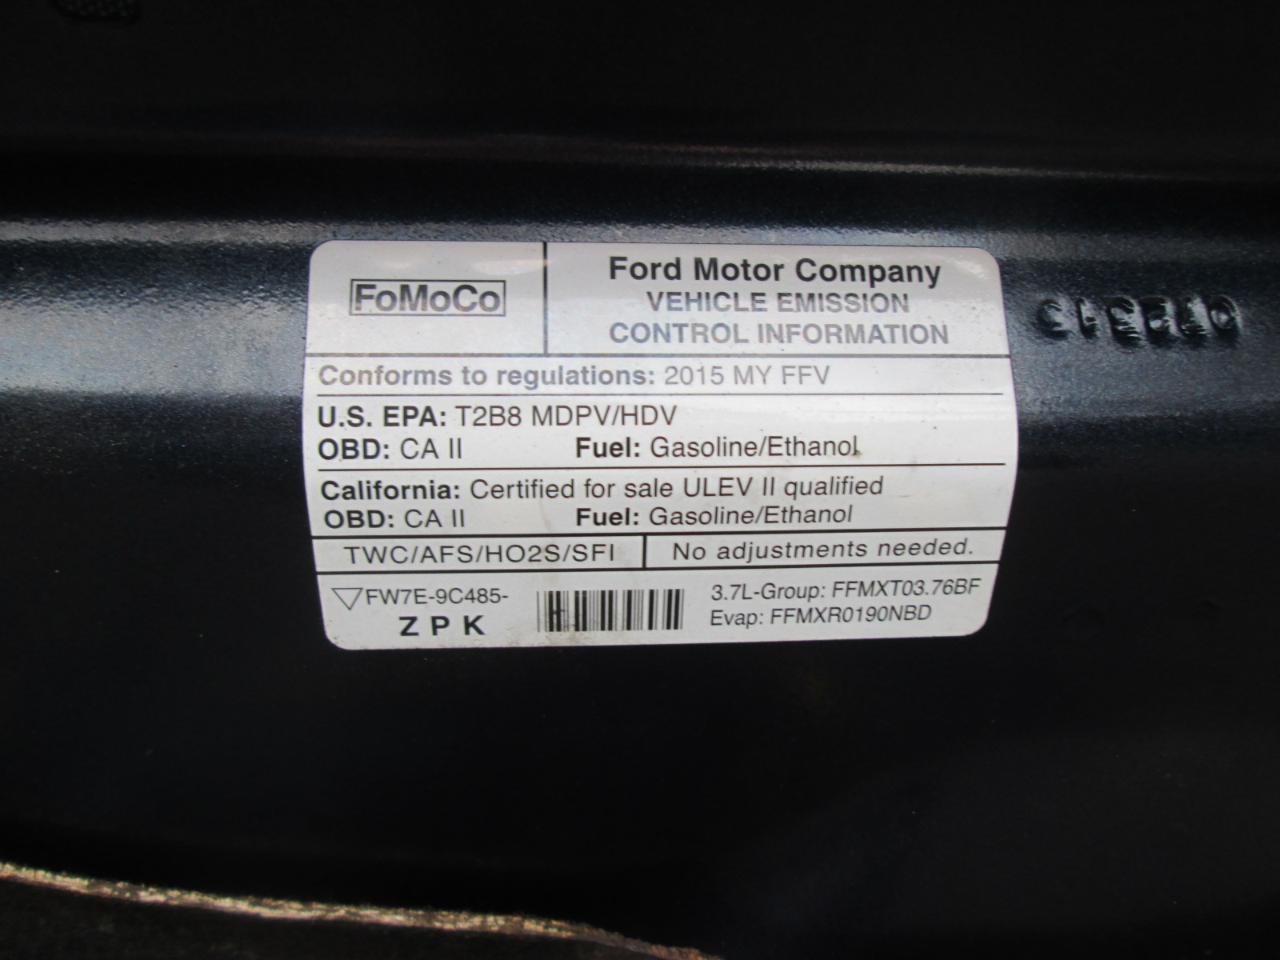 FoMoCo
Ford Motor Company
VEHICLE EMISSION
CONTROL INFORMATION
Conforms to regulations: 2015 MY FFV
U.S. EPA: T2B8 MDPV/HDV
OBD: CA II Fuel: Gasoline/Ethanol
California: Certified for sale ULEV II qualified
OBD: CA II Fuel: Gasoline/Ethanol
TWC/AFS/HO2S/SFI
No adjustments needed.
FW7E-9C485-
Z P K
3.7L-Group: FFMXT03.76BF
Evap: FFMXR0190NBD